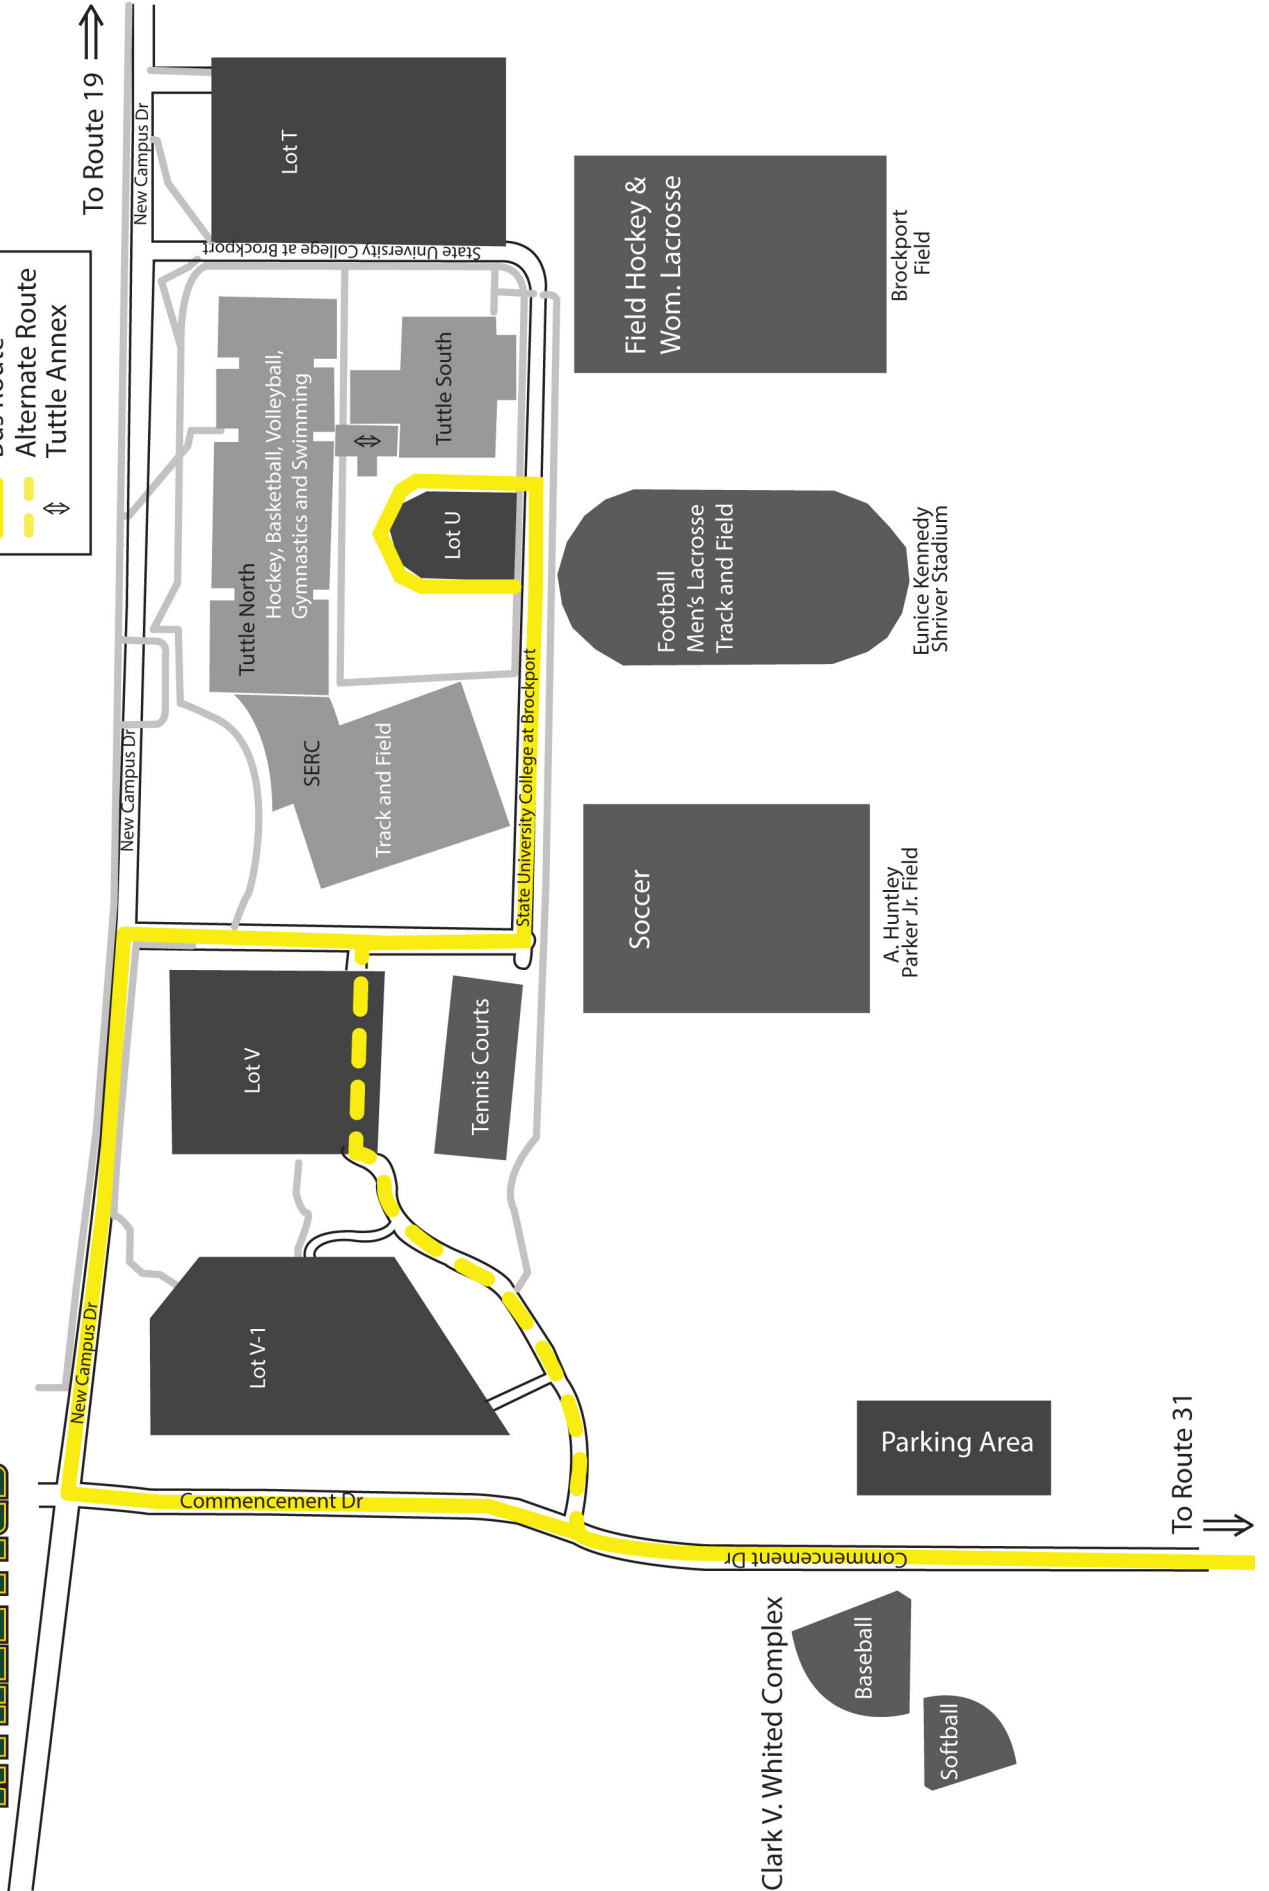 Alternate Route
Tuttle Annex
To Route 19
New Campus Dr
New Campus Dr
New Campus Dr
Lot T
State University College at Brockport
Tuttle North
Hockey, Basketball, Volleyball,
Gymnastics and Swimming
Tuttle South
Lot U
SERC
Track and Field
State University College at Brockport
Field Hockey &
Wom. Lacrosse
Brockport
Field
Football
Men's Lacrosse
Track and Field
Eunice Kennedy
Shriver Stadium
Soccer
A. Huntley
Parker Jr. Field
Lot V
Tennis Courts
Lot V-1
Commencement Dr
Commencement Dr
Parking Area
To Route 31
Clark V. Whited Complex
Baseball
Softball